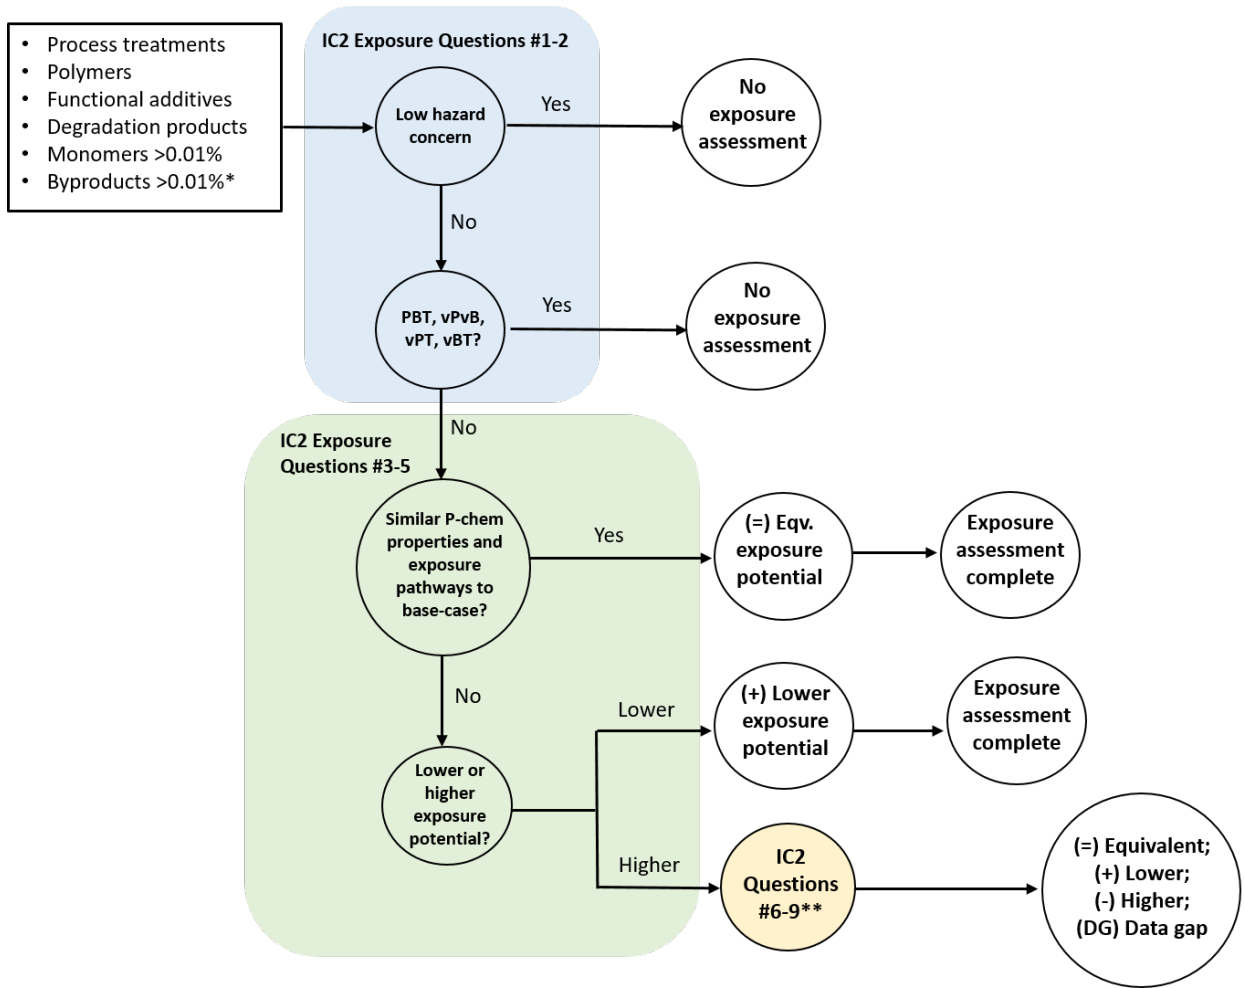 • Process treatments
• Polymers
• Functional additives
• Degradation products
• Monomers >0.01%
• Byproducts >0.01%*
IC2 Exposure Questions #1-2
Low hazard
concern
Yes
No
exposure
assessment
No
PBT, vPvB,
vPT, vBT?
Yes
No
exposure
assessment
No
IC2 Exposure
Questions #3-5
Similar P-chem
properties and
exposure
pathways to
base-case?
Yes
(=) Eqv.
exposure
potential
Exposure
assessment
complete
No
Lower or
higher
exposure
potential?
Lower
(+) Lower
exposure
potential
Exposure
assessment
complete
Higher
IC2
Questions
#6-9**
(=) Equivalent;
(+) Lower;
(-) Higher;
(DG) Data gap